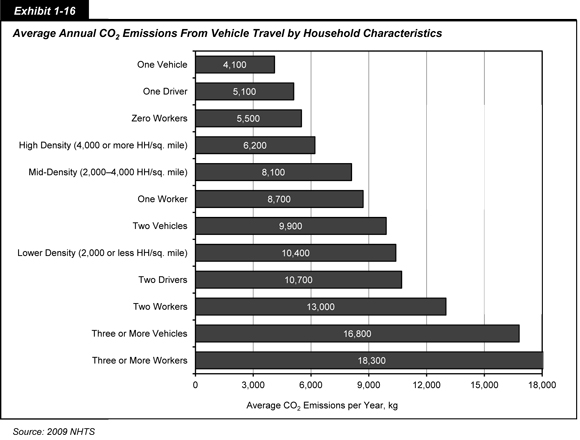 Exhibit 1-16
Average Annual CO2 Emissions From Vehicle Travel by Household Characteristics
One Vehicle 4,100
One Driver 5,100
Zero Workers 5,500
High Density (4,000 or more HH/sq. mile) 6,200
Mid-Density (2,000–4,000 HH/sq. mile) 8,100
One Worker 8,700
Two Vehicles 9,900
Lower Density (2,000 or less HH/sq. mile) 10,400
Two Drivers 10,700
Two Workers 13,000
Three or More Vehicles 16,800
Three or More Workers 18,300
0 3,000 6,000 9,000 12,000 15,000 18,000
Average CO2 Emissions per Year, kg
Source: 2009 NHTS